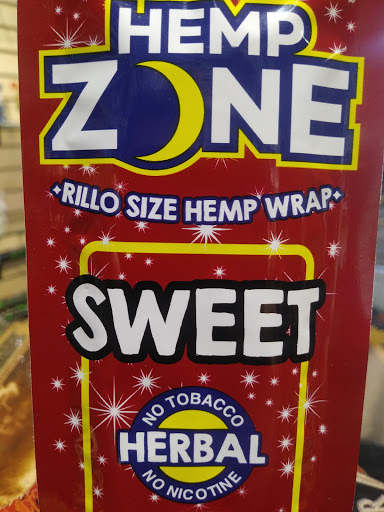 HEMP
ZONE
RILLO SIZE HEMP WRAP
SWEET
NO TOBACCO
HERBAL
NO NICOTINE